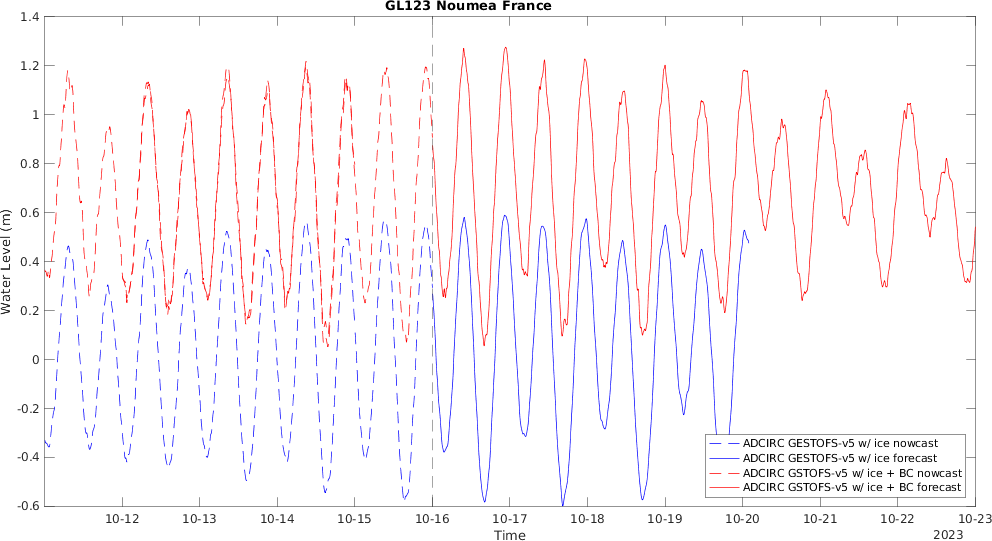 GL123 Noumea France
1.4
1.2
1
0.8
0.6
0.4
0.2
0
-0.2
-0.4
-0.6
Water Level (m)
ADCIRC GESTOFS-v5 w/ ice nowcast
ADCIRC GESTOFS-v5 w/ ice forecast
ADCIRC GSTOFS-v5 w/ ice + BC nowcast
ADCIRC GSTOFS-v5 w/ ice + BC forecast
10-12 10-13 10-14 10-15 10-16 10-17 10-18 10-19 10-20 10-21 10-22 10-23
Time
2023